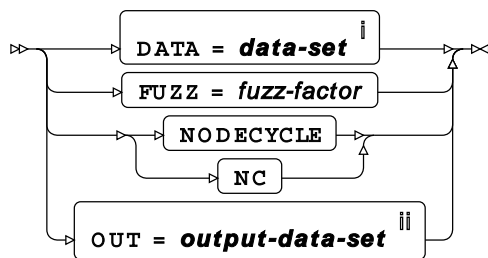 DATA = data-set i
FUZZ = fuzz-factor
NODECYCLE
NC
OUT = output-data-set ii